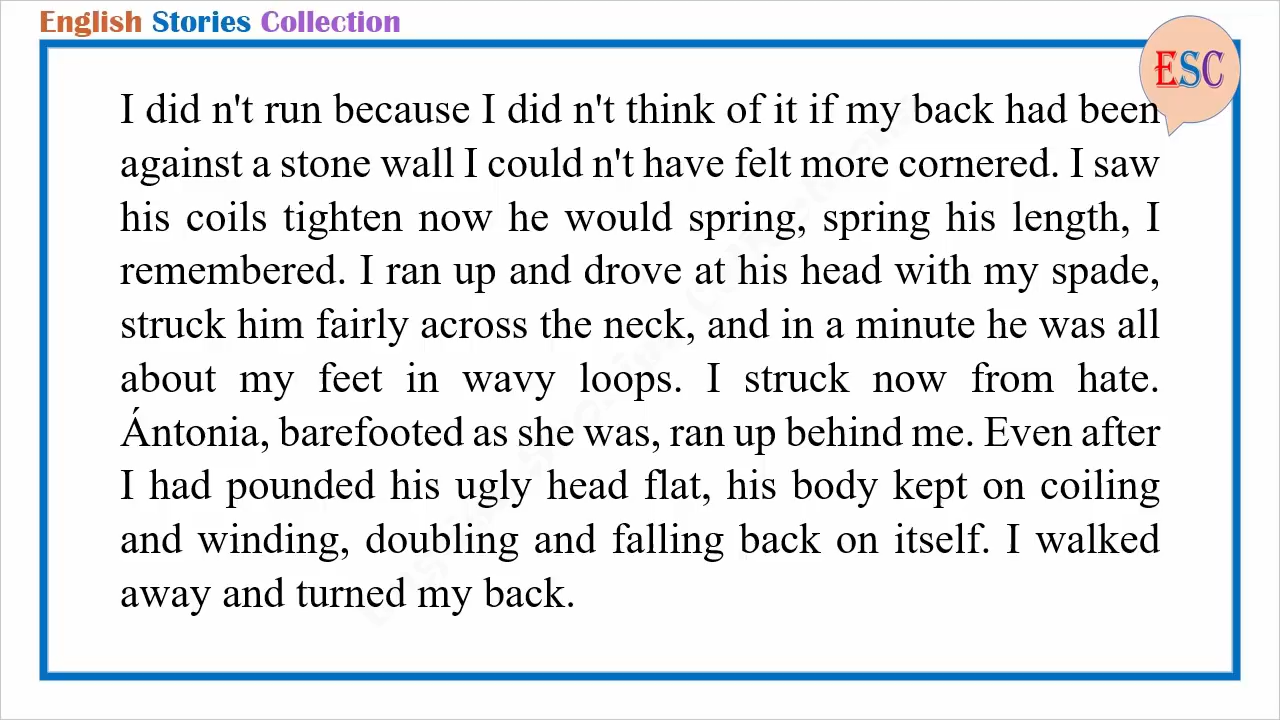 English Stories Collection
ESC
I did n't run because I did n't think of it if my back had been
against a stone wall I could n't have felt more cornered. I saw
his coils tighten now he would spring, spring his length, I
remembered. I ran up and drove at his head with my spade,
struck him fairly across the neck, and in a minute he was all
about my feet in wavy loops. I struck now from hate.
Ántonia, barefooted as she was, ran up behind me. Even after
I had pounded his ugly head flat, his body kept on coiling
and winding, doubling and falling back on itself. I walked
away and turned my back.